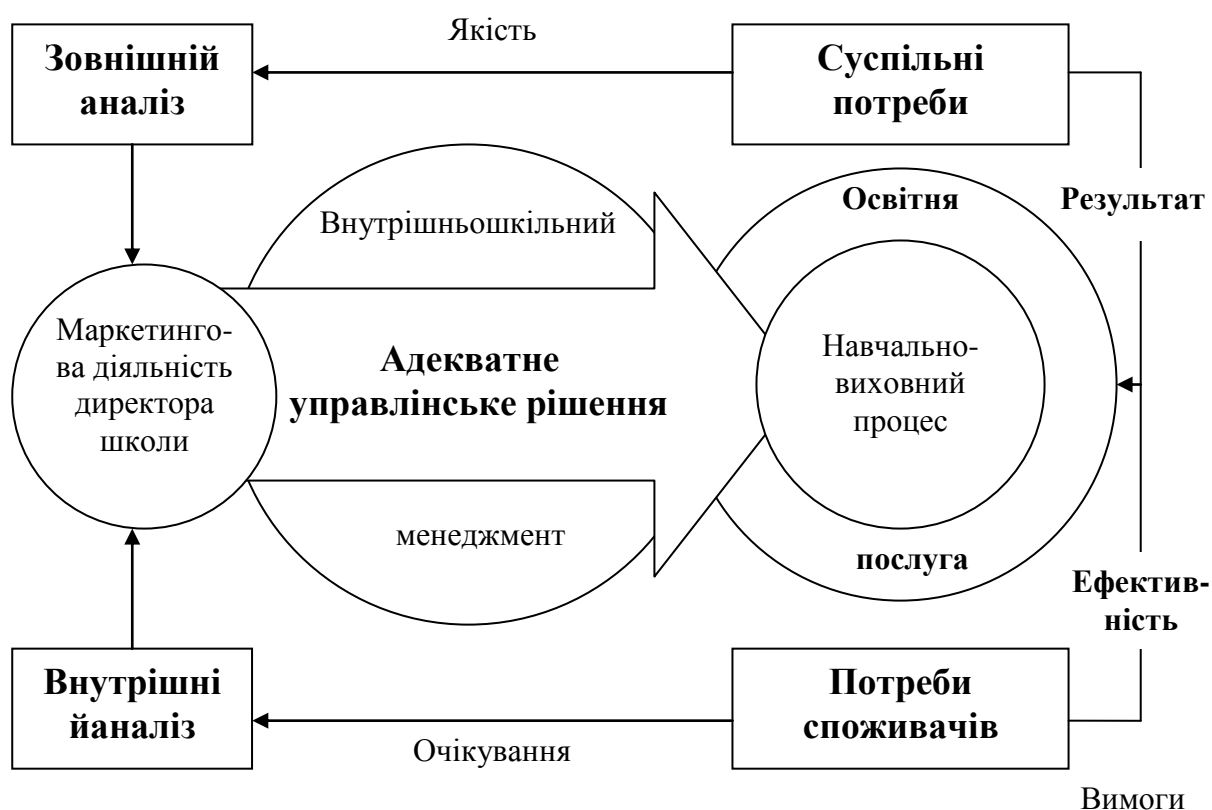 Якість
Зовнішній
аналіз
Суспільні
потреби
Внутрішньошкільний
Освітня
Результат
Маркетинго-
ва діяльність
директора
школи
Адекватне
управлінське рішення
Навчально-
виховний
процес
менеджмент
послуга
Ефектив-
ність
Внутрішні
йаналіз
Потреби
споживачів
Очікування
Вимоги